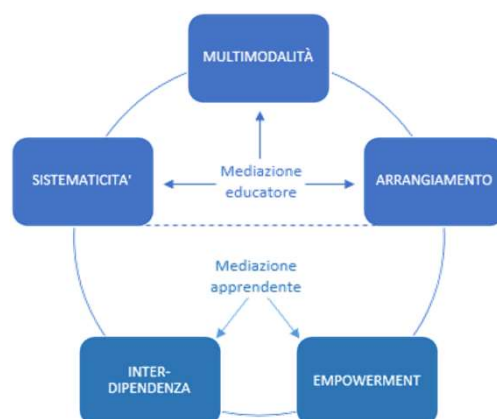 MULTIMODALITÀ
SISTEMATICITA'
Mediazione
educatore
ARRANGIAMENTO
Mediazione
apprendente
INTER-
DIPENDENZA
EMPOWERMENT